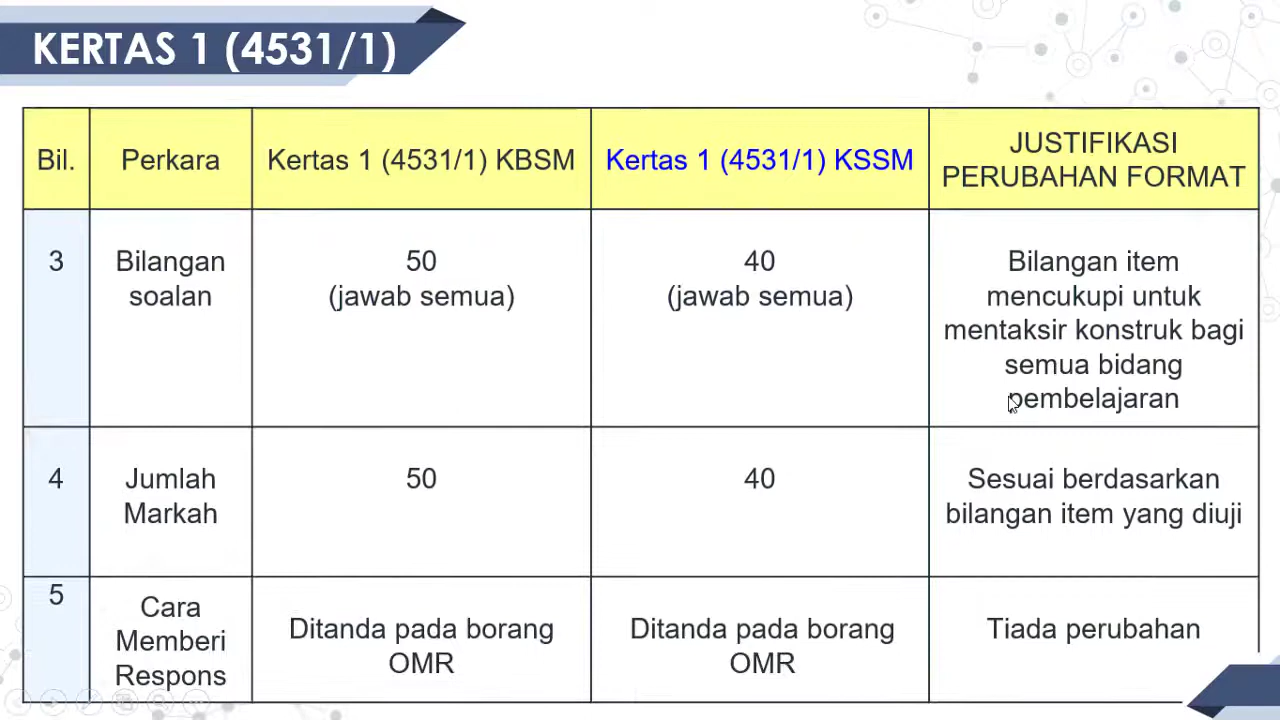 KERTAS 1 (4531/1)
Bil.
Perkara
Kertas 1 (4531/1) KBSM
Kertas 1 (4531/1) KSSM
JUSTIFIKASI
PERUBAHAN FORMAT
3
Bilangan
soalan
50
(jawab semua)
40
(jawab semua)
Bilangan item
mencukupi untuk
mentaksir konstruk bagi
semua bidang
pembelajaran
4
Jumlah
Markah
50
40
Sesuai berdasarkan
bilangan item yang diuji
5
Cara
Memberi
Respons
Ditanda pada borang
OMR
Ditanda pada borang
OMR
Tiada perubahan